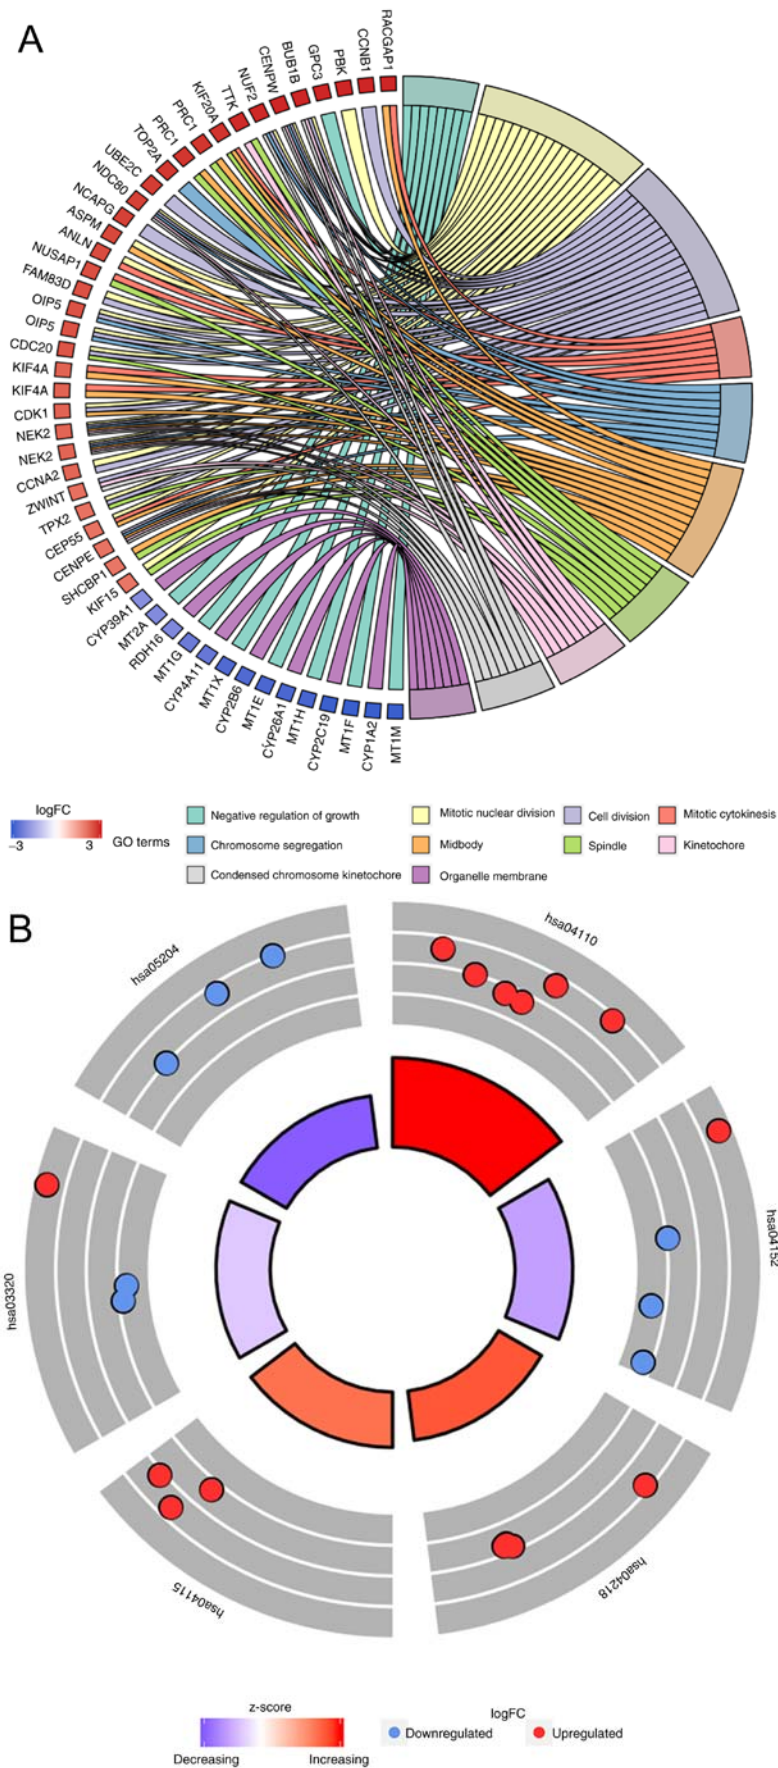 A
RACGAP1
CCNB1
PBK
GPC3
BUB1B
CENPW
NUF2
TTK
KIF20A
PRC1
PRC1
TOP2A
UBE2C
NDC80
NCAPG
ASPM
ANLN
NUSAP1
FAM83D
OIP5
OIP5
CDC20
KIF4A
KIF4A
CDK1
NEK2
NEK2
CCNA2
ZWINT
TPX2
CEP55
CENPE
SHCBP1
KIF15
CYP39A1
MT2A
RDH16
MT1G
CYP4A11
MT1X
CYP2B6
MT1E
CYP26A1
MT1H
CYP2C19
MT1F
CYP1A2
MT1M
logFC
−3 3
GO terms
Negative regulation of growth
Mitotic nuclear division
Cell division
Mitotic cytokinesis
Chromosome segregation
Midbody
Spindle
Kinetochore
Condensed chromosome kinetochore
Organelle membrane
B
hsa05204
hsa04110
hsa04152
hsa03320
hsa04115
hsa04218
z-score
Decreasing Increasing
logFC
Downregulated
Upregulated